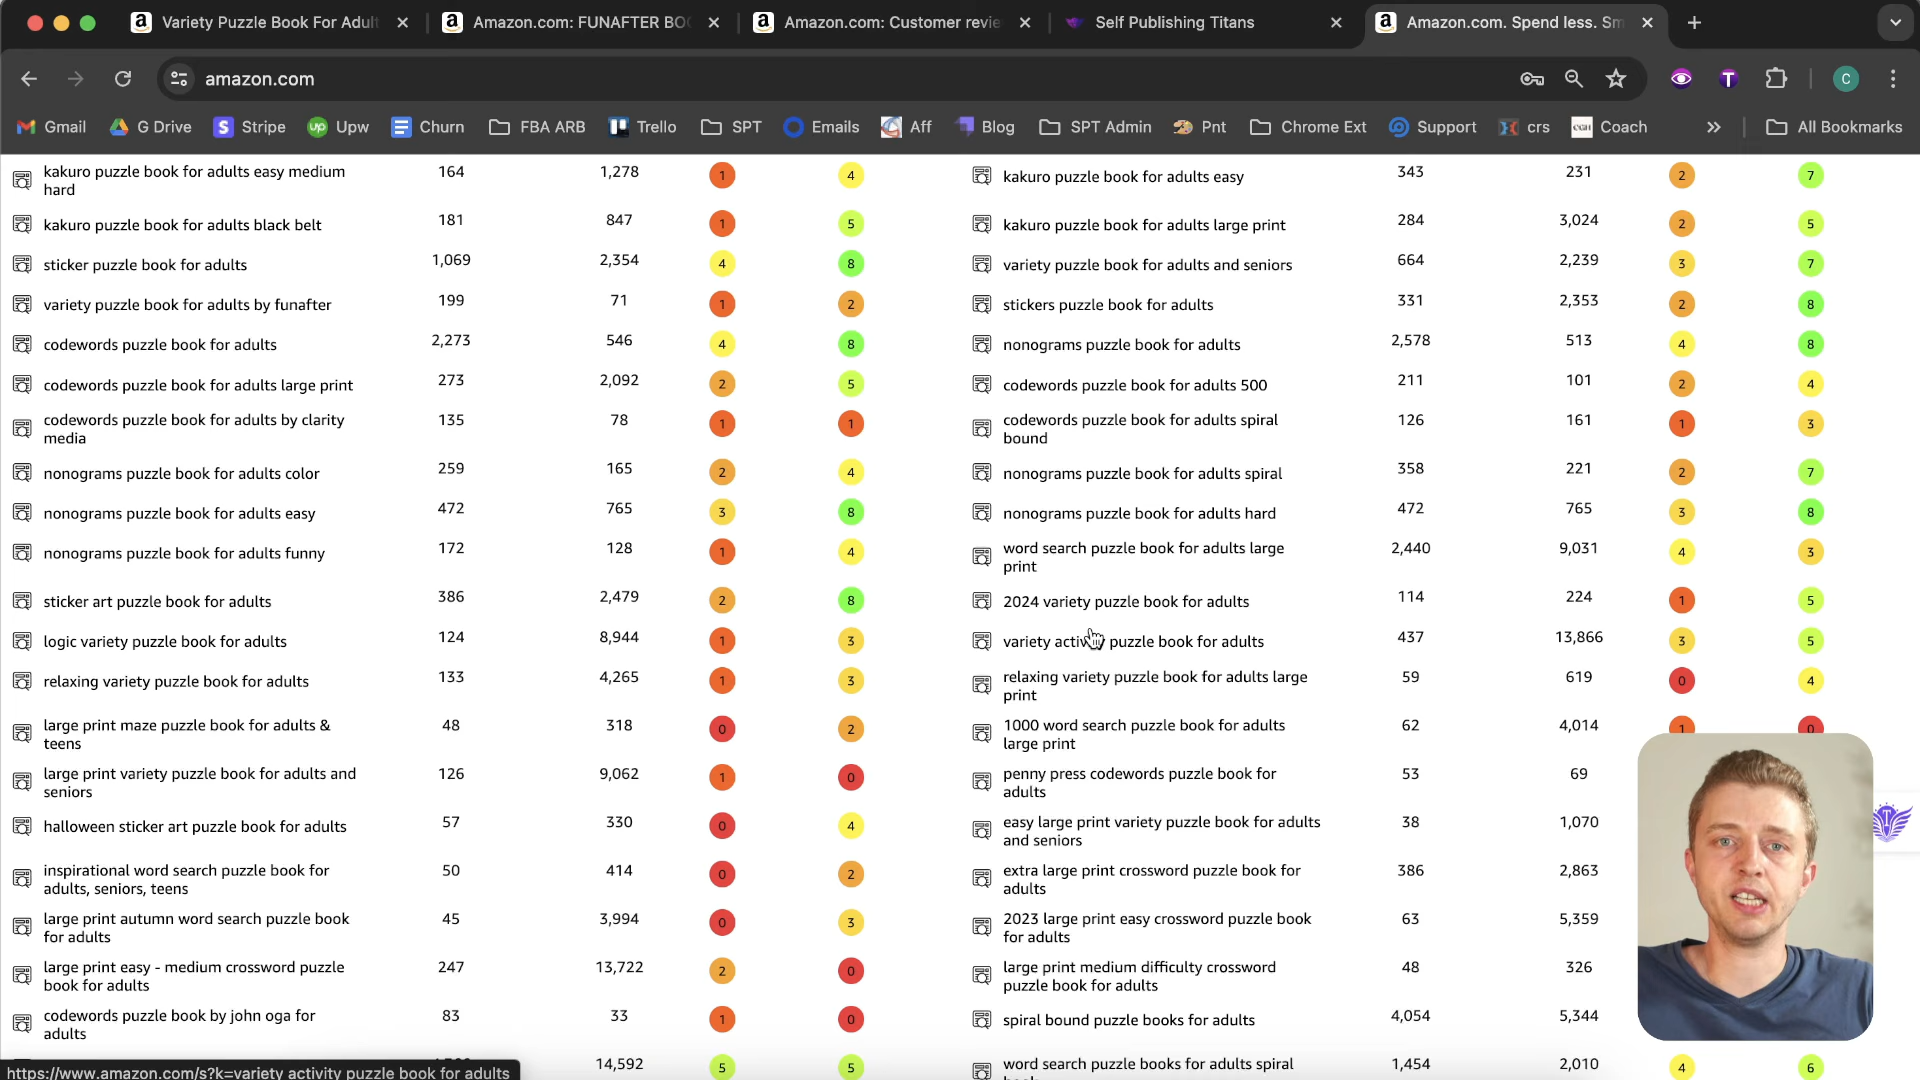 Variety Puzzle Book For Adul
Amazon.com: FUNAFTER BO
Amazon.com: Customer revie
Self Publishing Titans
Amazon.com. Spend less. Sm
amazon.com
T
C
Gmail
G Drive
Stripe
Upw
Churn
FBA ARB
Trello
SPT
Emails
Aff
Blog
SPT Admin
Pnt
Chrome Ext
Support
crs
Coach
All Bookmarks
kakuro puzzle book for adults easy medium
hard
164 1,278 1 4
kakuro puzzle book for adults easy 343 231 2 7
kakuro puzzle book for adults black belt 181 847 1 5
kakuro puzzle book for adults large print 284 3,024 2 5
sticker puzzle book for adults 1,069 2,354 4 8
variety puzzle book for adults and seniors 664 2,239 3 7
variety puzzle book for adults by funafter 199 71 1 2
stickers puzzle book for adults 331 2,353 2 8
codewords puzzle book for adults 2,273 546 4 8
nonograms puzzle book for adults 2,578 513 4 8
codewords puzzle book for adults large print 273 2,092 2 5
codewords puzzle book for adults 500 211 101 2 4
codewords puzzle book for adults by clarity
media
135 78 1 1
codewords puzzle book for adults spiral
bound
126 161 1 3
nonograms puzzle book for adults color 259 165 2 4
nonograms puzzle book for adults spiral 358 221 2 7
nonograms puzzle book for adults easy 472 765 3 8
nonograms puzzle book for adults hard 472 765 3 8
nonograms puzzle book for adults funny 172 128 1 4
word search puzzle book for adults large
print
2,440 9,031 4 3
sticker art puzzle book for adults 386 2,479 2 8
2024 variety puzzle book for adults 114 224 1 5
logic variety puzzle book for adults 124 8,944 1 3
variety puzzle book for adults 437 13,866 3 5
relaxing variety puzzle book for adults 133 4,265 1 3
relaxing variety puzzle book for adults large
print
59 619 0 4
large print maze puzzle book for adults &
teens
48 318 0 2
1000 word search puzzle book for adults
large print
62 4,014 1 0
large print variety puzzle book for adults and
seniors
126 9,062 1 0
penny press codewords puzzle book for
adults
53 69
halloween sticker art puzzle book for adults 57 330 0 4
easy large print variety puzzle book for adults
and seniors
38 1,070
inspirational word search puzzle book for
adults, seniors, teens
50 414 0 2
extra large print crossword puzzle book for
adults
386 2,863
large print autumn word search puzzle book
for adults
45 3,994 0 3
2023 large print easy crossword puzzle book
for adults
63 5,359
large print easy - medium crossword puzzle
book for adults
247 13,722 2 0
large print medium difficulty crossword
puzzle book for adults
48 326
codewords puzzle book by john oga for
adults
83 33 1 0
spiral bound puzzle books for adults 4,054 5,344
14,592 5 5
word search puzzle books for adults spiral
1,454 2,010 4 6
https://www.amazon.com/s?k=variety activity puzzle book for adults